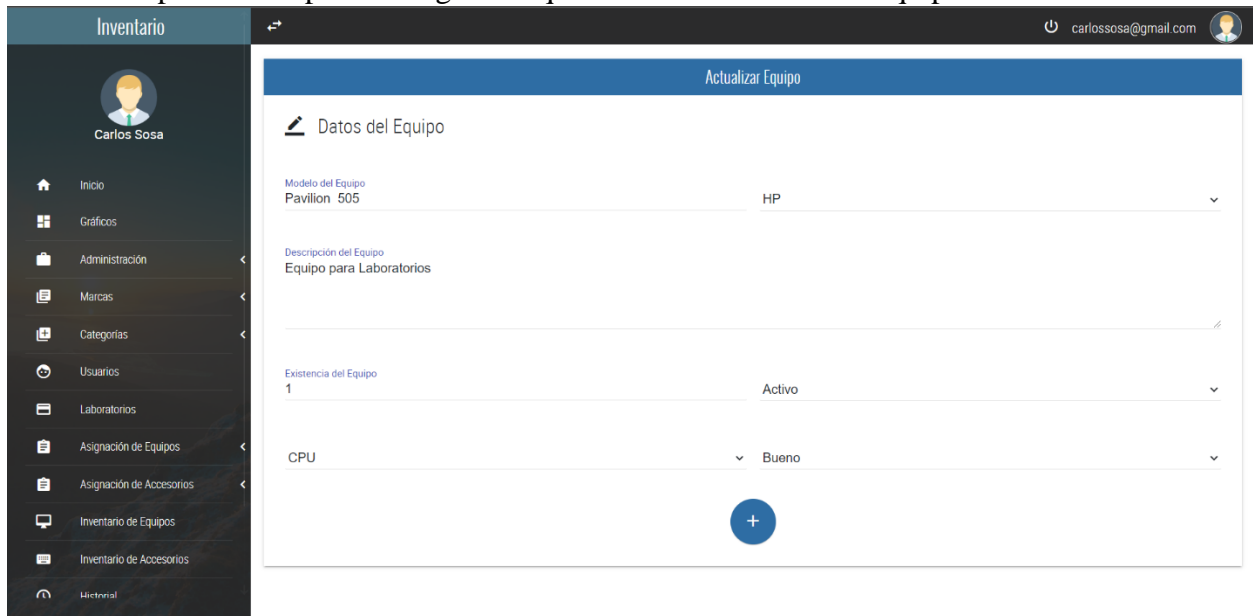 Inventario
carlossosa@gmail.com
Carlos Sosa
Inicio
Gráficos
Administración
Marcas
Categorías
Usuarios
Laboratorios
Asignación de Equipos
Asignación de Accesorios
Inventario de Equipos
Inventario de Accesorios
Historial
Actualizar Equipo
Datos del Equipo
Modelo del Equipo
Pavilion 505
HP
Descripción del Equipo
Equipo para Laboratorios
Existencia del Equipo
1
Activo
CPU
Bueno
+